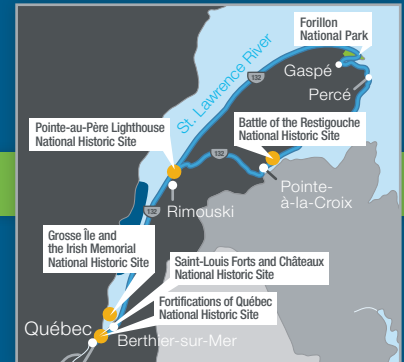 Forillon
National Park
Gaspé
Percé
St. Lawrence River
132
Pointe-au-Père Lighthouse
National Historic Site
Battle of the Restigouche
National Historic Site
132
Pointe-
à-la-Croix
Rimouski
132
Grosse Île and
the Irish Memorial
National Historic Site
Saint-Louis Forts and Châteaux
National Historic Site
Fortifications of Québec
National Historic Site
Québec
Berthier-sur-Mer